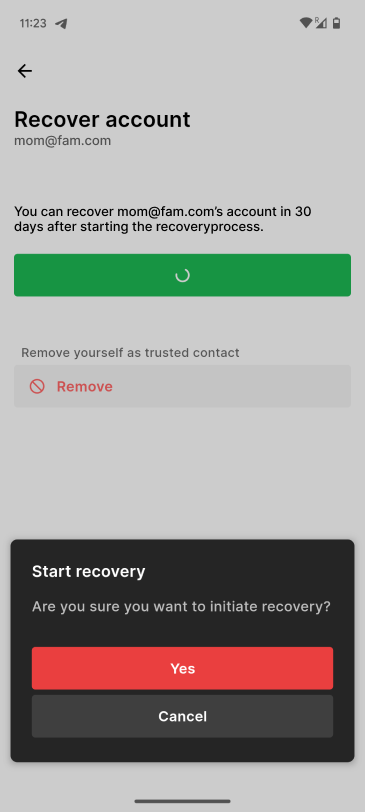 11:23
R
Recover account
mom@fam.com
You can recover mom@fam.com's account in 30
days after starting the recoveryprocess.
Remove yourself as trusted contact
Remove
Start recovery
Are you sure you want to initiate recovery?
Yes
Cancel